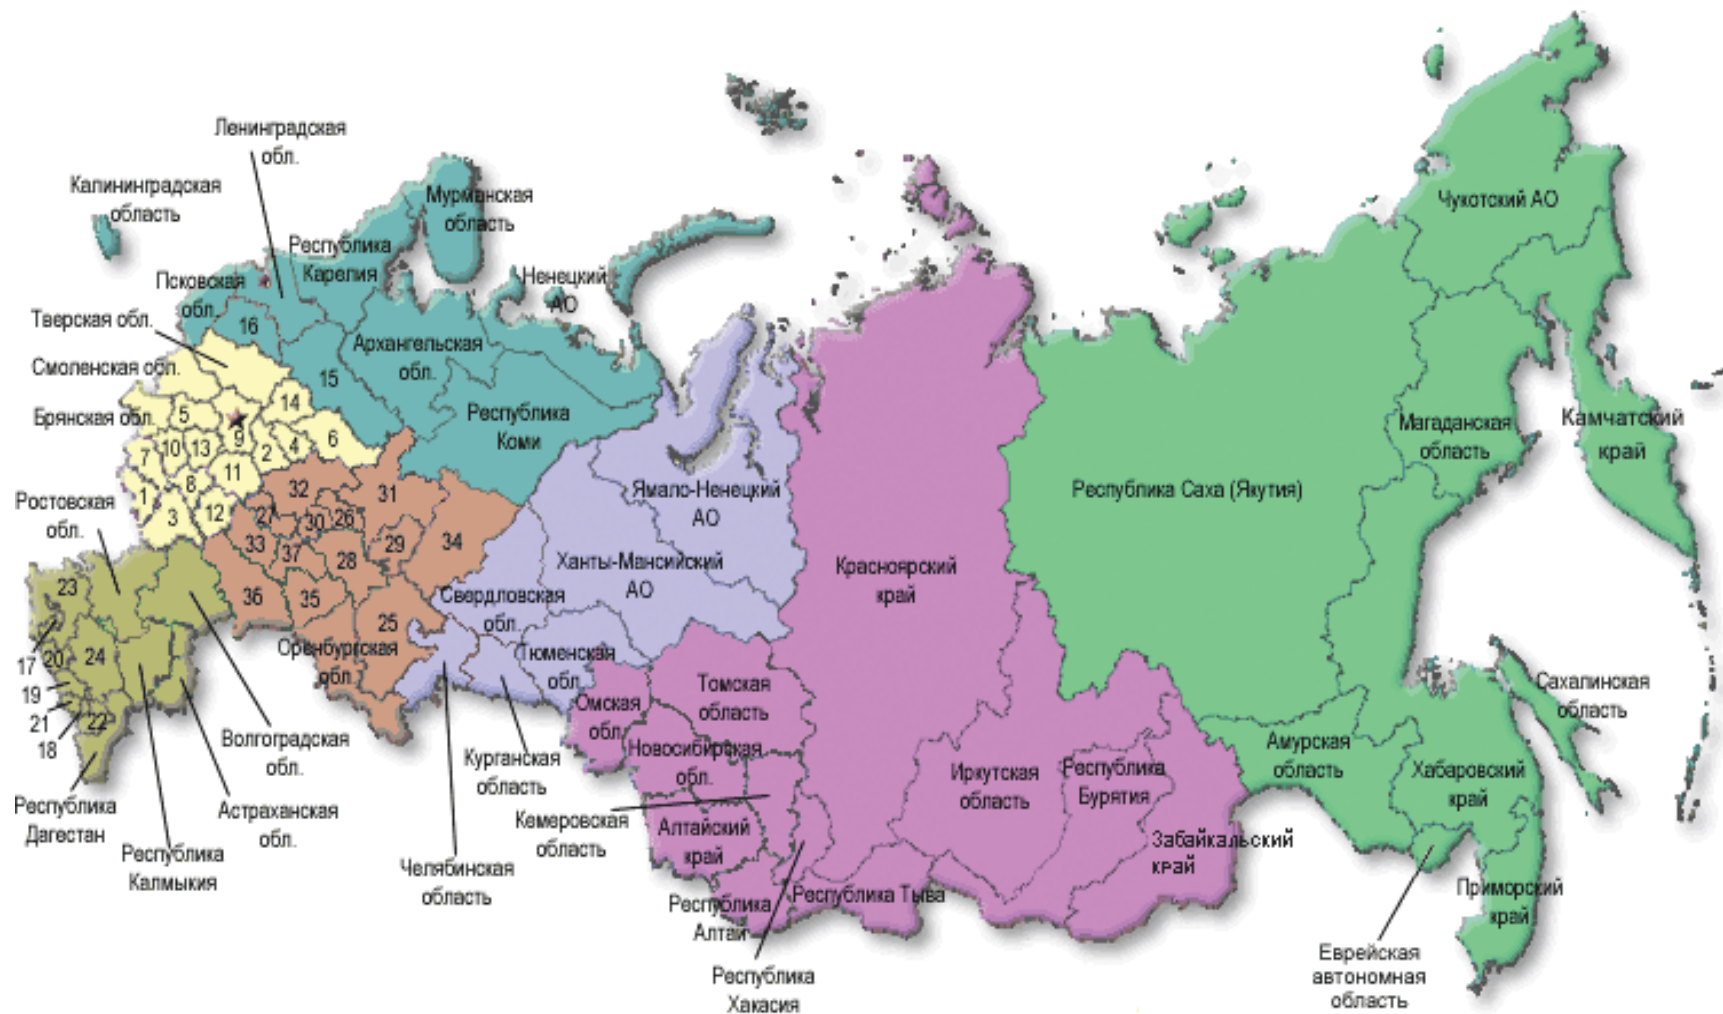 Ленинградская
обл.
Калининградская
область
Мурманская
область
Республика
Карелия
Ненецкий
АО
Псковская
обл.
Чукотский АО
Тверская обл.
16
Архангельская
обл.
Смоленская обл.
15
14
Брянская обл.
5
Республика
Коми
Магаданская
область
Камчатский
край
10
13
9
2
4
6
7
11
8
1
3
12
Ростовская
обл.
32
31
Ямало-Ненецкий
АО
Республика Саха (Якутия)
27
30
26
33
37
28
29
34
Ханты-Мансийский
АО
Красноярский
край
23
36
35
25
Свердловская
обл.
17
20
24
Оренбургская
обл.
Тюменская
обл.
19
21
18
22
Омская
обл.
Томская
область
Сахалинская
область
Волгоградская
обл.
Курганская
область
Новосибирская
обл.
Иркутская
область
Республика
Бурятия
Амурская
область
Хабаровский
край
Республика
Дагестан
Астраханская
обл.
Кемеровская
область
Алтайский
край
Забайкальский
край
Республика
Калмыкия
Челябинская
область
Республика
Алтай
Республика Тыва
Приморский
край
Республика
Хакасия
Еврейская
автономная
область